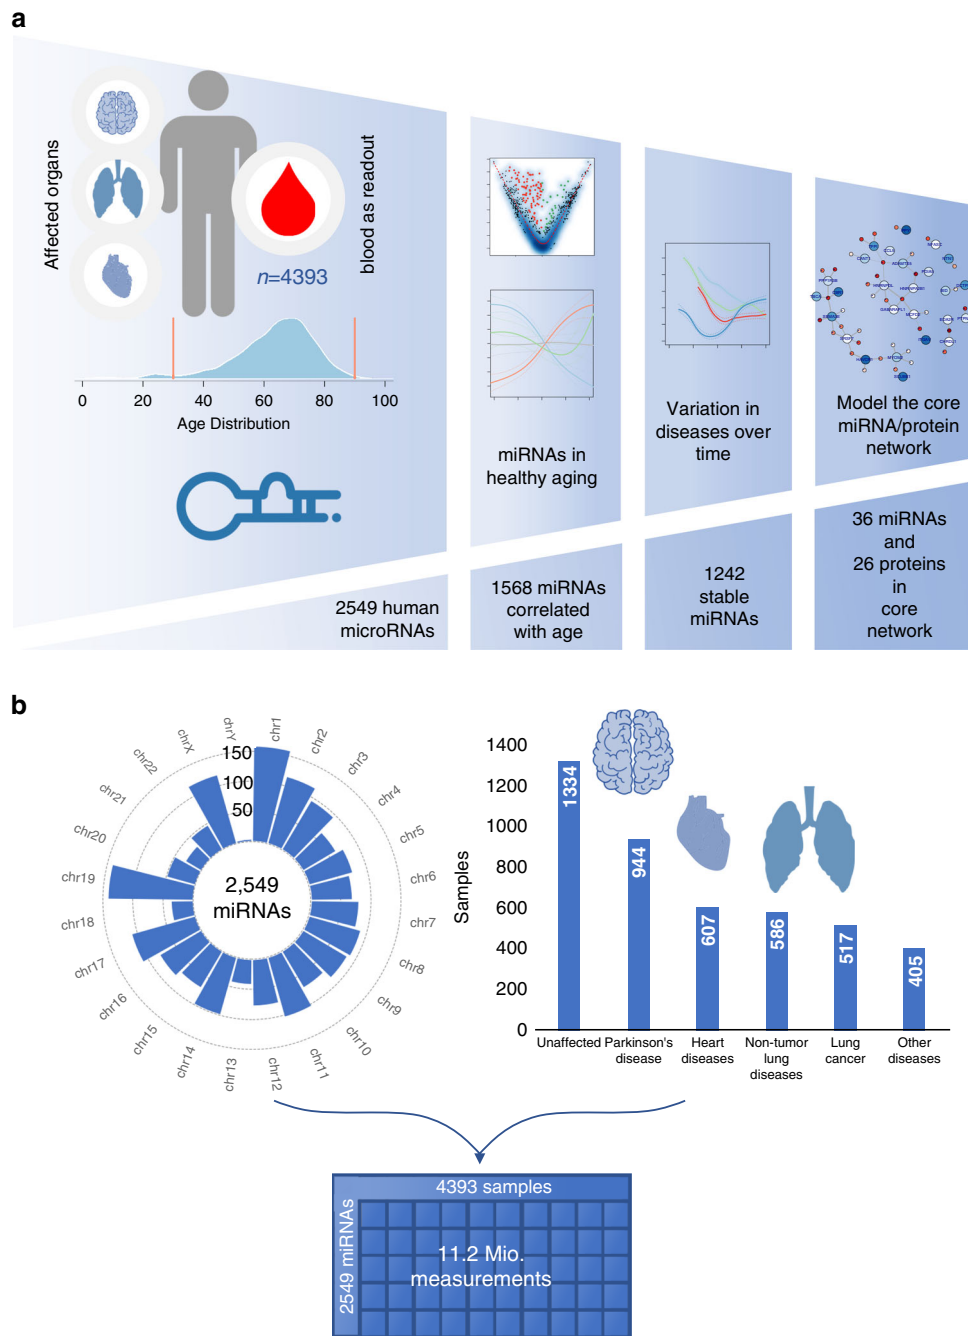 a
Affected organs
blood as readout
n=4393
0 20 40 60 80 100
Age Distribution
2549 human
microRNAs
miRNAs in
healthy aging
1568 miRNAs
correlated
with age
Variation in
diseases over
time
1242
stable
miRNAs
Model the core
miRNA/protein
network
36 miRNAs
and
26 proteins
in
core
network
b
chr1
chr2
chr3
chr4
chr5
chr6
chr7
chr8
chr9
chr10
chr11
chr12
chr13
chr14
chr15
chr16
chr17
chr18
chr19
chr20
chr21
chr22
chrX
chrY
150
100
50
2,549
miRNAs
Samples
1400
1200
1000
800
600
400
200
0
1334
944
607
586
517
405
Unaffected
Parkinson's
disease
Heart
diseases
Non-tumor
lung
diseases
Lung
cancer
Other
diseases
4393 samples
2549 miRNAs
11.2 Mio.
measurements